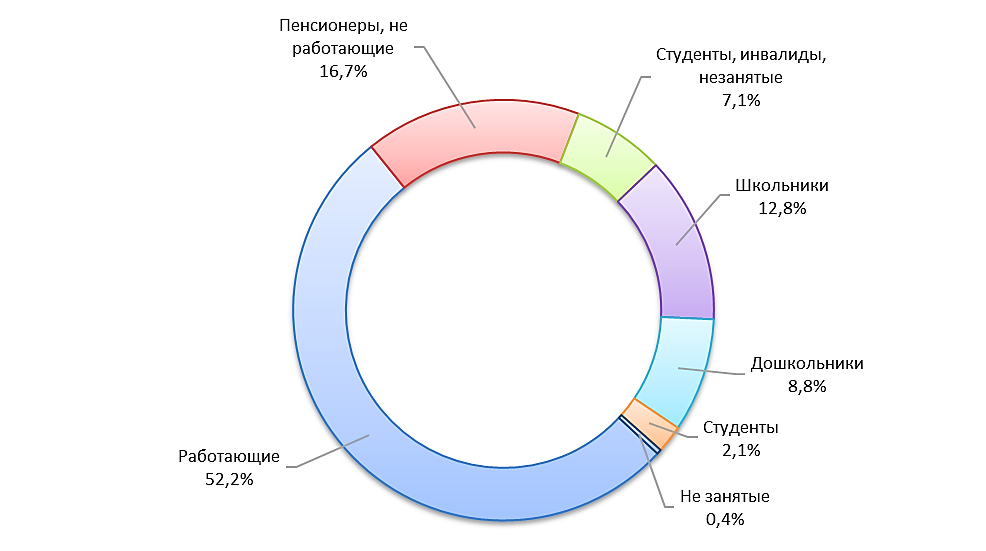 Пенсионеры, не
работающие
16,7%
Студенты, инвалиды,
незанятые
7,1%
Школьники
12,8%
Дошкольники
8,8%
Студенты
2,1%
Не занятые
0,4%
Работающие
52,2%